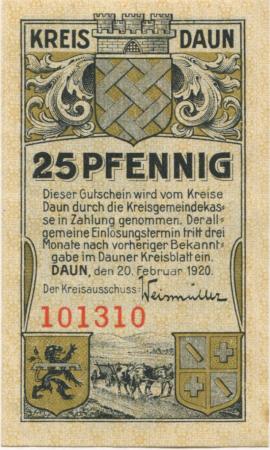 KREIS DAUN
25 PFENNIG
Dieser Gutschein wird vom Kreise
Daun durch die Kreisgemeindekas=
se in Zahlung genommen. Der all=
gemeine Einlösungstermin tritt drei
Monate nach vorheriger Bekannt=
gabe im Dauner Kreisblatt ein.
DAUN, den 20. Februar 1920.
Der Kreisausschuss: Weismüller
101310